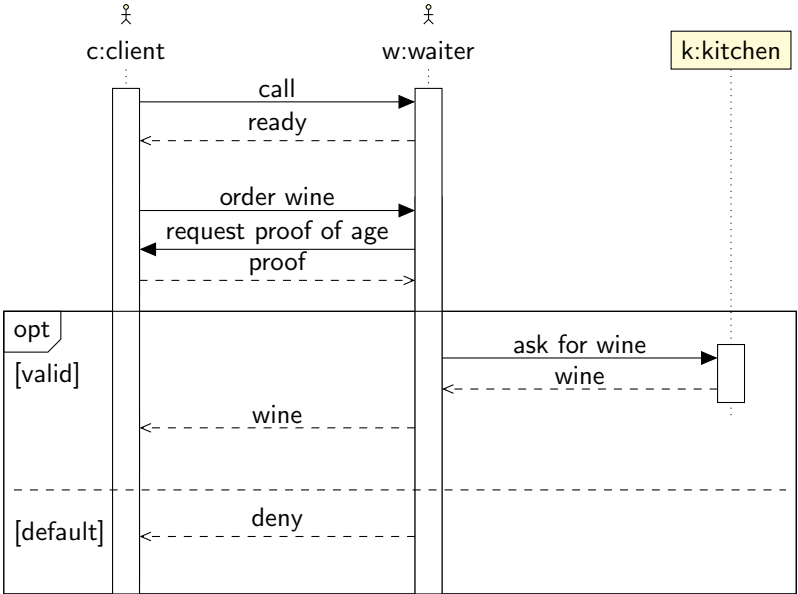 c:client
w:waiter
k:kitchen
call
ready
order wine
request proof of age
proof
opt
ask for wine
[valid]
wine
wine
[default]
deny